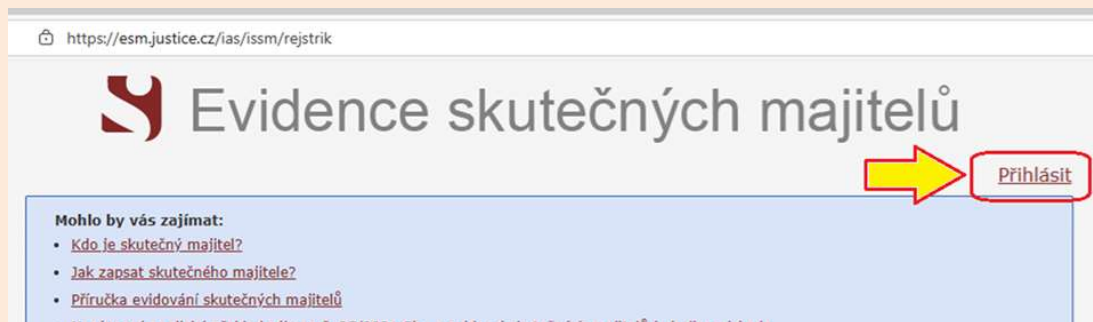 https://esm.justice.cz/ias/issm/rejstrik
Evidence skutečných majitelů
Přihlásit
Mohlo by vás zajímat:
• Kdo je skutečný majitel?
• Jak zapsat skutečného majitele?
• Příručka evidování skutečných majitelů